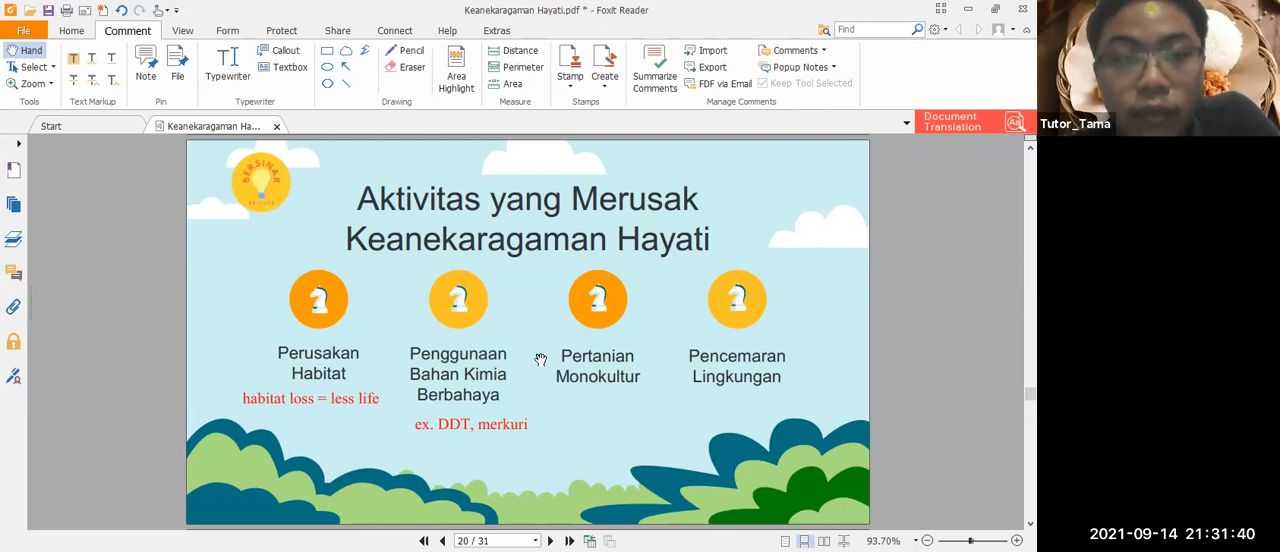 Keanekaragaman Hayati.pdf * - Foxit Reader
File Home Comment View Form Protect Share Connect Help Extras
Find
Hand
Select
Zoom
Tools
T T T
T T T
Text Markup
Note
File
Pin
Typewriter
Callout
Textbox
Typewriter
Pencil
Eraser
Drawing
Area
Highlight
Distance
Perimeter
Area
Measure
Stamp
Create
Stamps
Summarize
Comments
Import
Export
FDF via Email
Comments
Popup Notes
Keep Tool Selected
Manage Comments
Start
Keanekaragaman Ha...
Document
Translation
Tutor_Tama
BERSINAR
PROJECT
Aktivitas yang Merusak
Keanekaragaman Hayati
Perusakan
Habitat
habitat loss = less life
Penggunaan
Bahan Kimia
Berbahaya
ex. DDT, merkuri
Pertanian
Monokultur
Pencemaran
Lingkungan
20 / 31
93.70%
2021-09-14 21:31:40